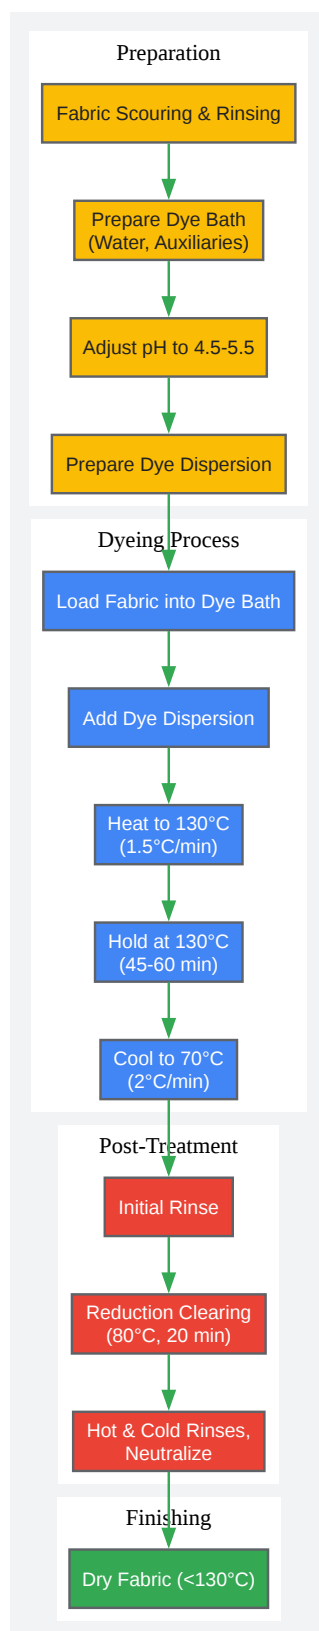 Preparation
Fabric Scouring & Rinsing
Prepare Dye Bath
(Water, Auxiliaries)
Adjust pH to 4.5-5.5
Prepare Dye Dispersion
Dyeing Process
Load Fabric into Dye Bath
Add Dye Dispersion
Heat to 130°C
(1.5°C/min)
Hold at 130°C
(45-60 min)
Cool to 70°C
(2°C/min)
Post-Treatment
Initial Rinse
Reduction Clearing
(80°C, 20 min)
Hot & Cold Rinses,
Neutralize
Finishing
Dry Fabric (<130°C)